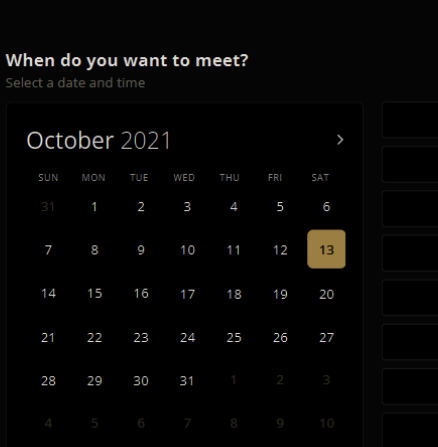 When do you want to meet?
Select a date and time
October 2021
SUN MON TUE WED THU FRI SAT
31 1 2 3 4 5 6
7 8 9 10 11 12 13
14 15 16 17 18 19 20
21 22 23 24 25 26 27
28 29 30 31 1 2 3
4 5 6 7 8 9 10